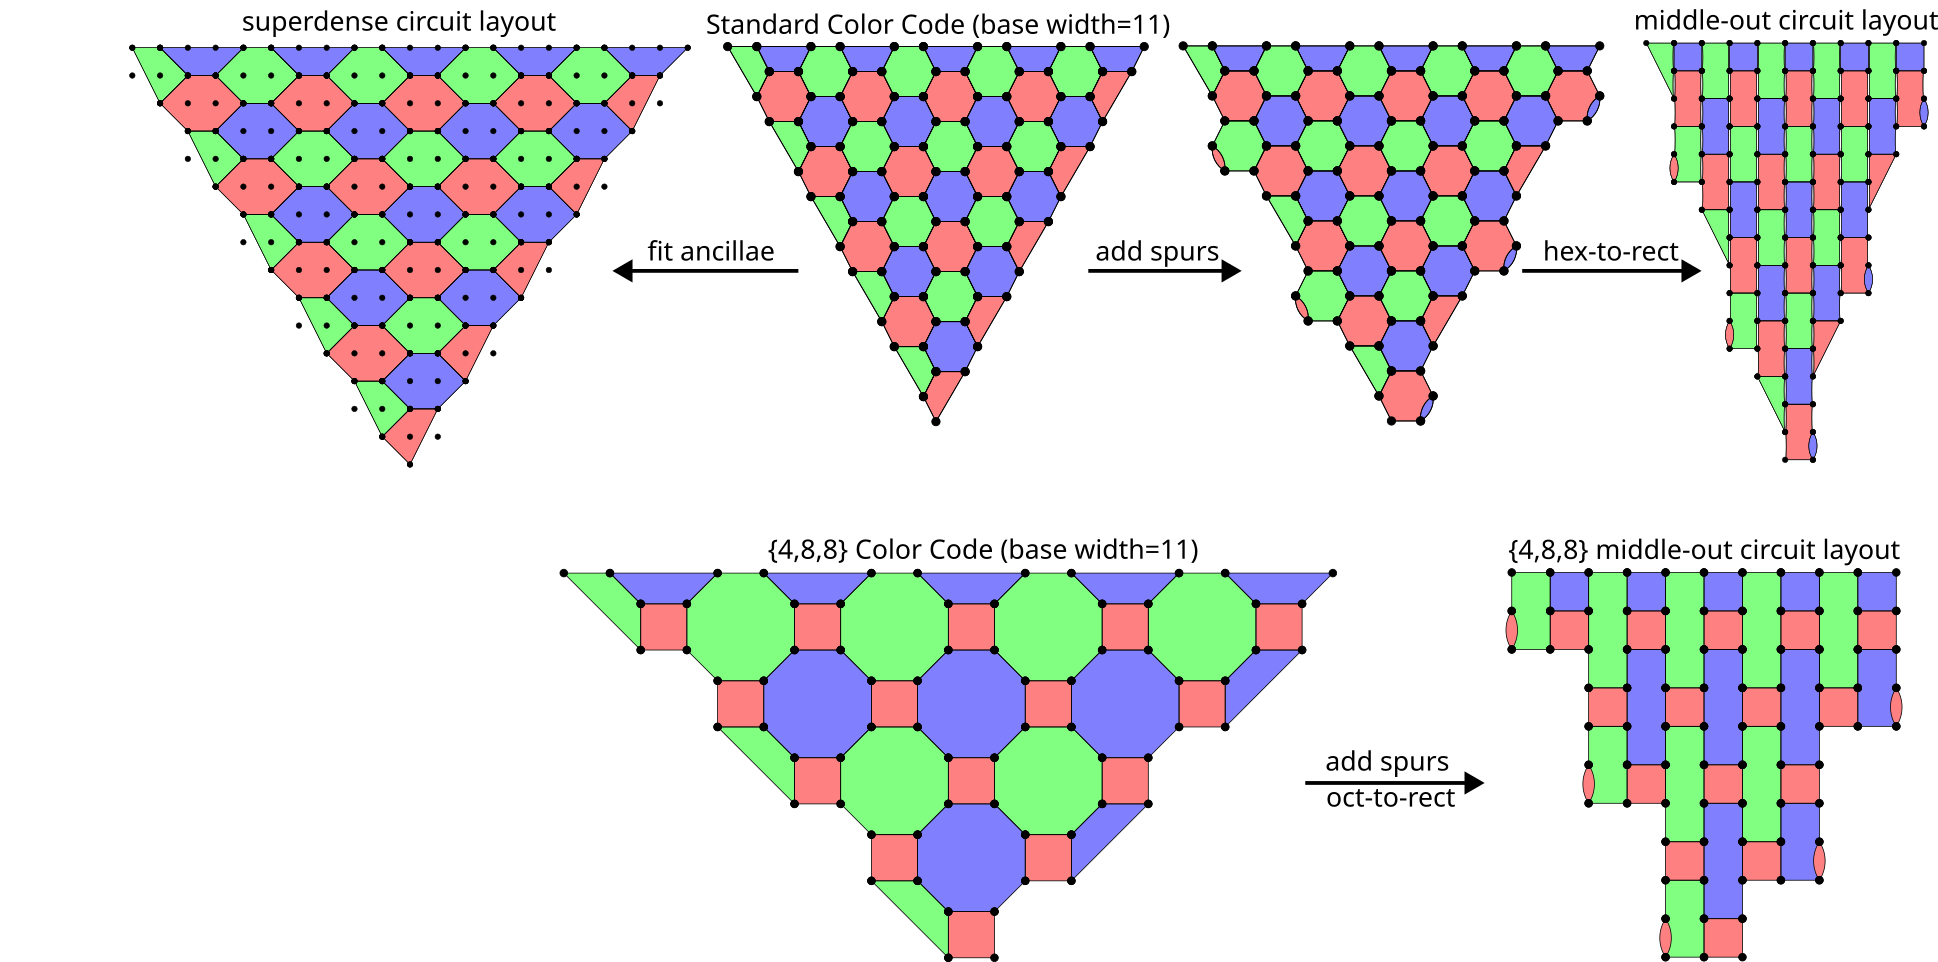 superdense circuit layout
Standard Color Code (base width=11)
middle-out circuit layout
fit ancillae
add spurs
hex-to-rect
{4,8,8} Color Code (base width=11)
{4,8,8} middle-out circuit layout
add spurs
oct-to-rect